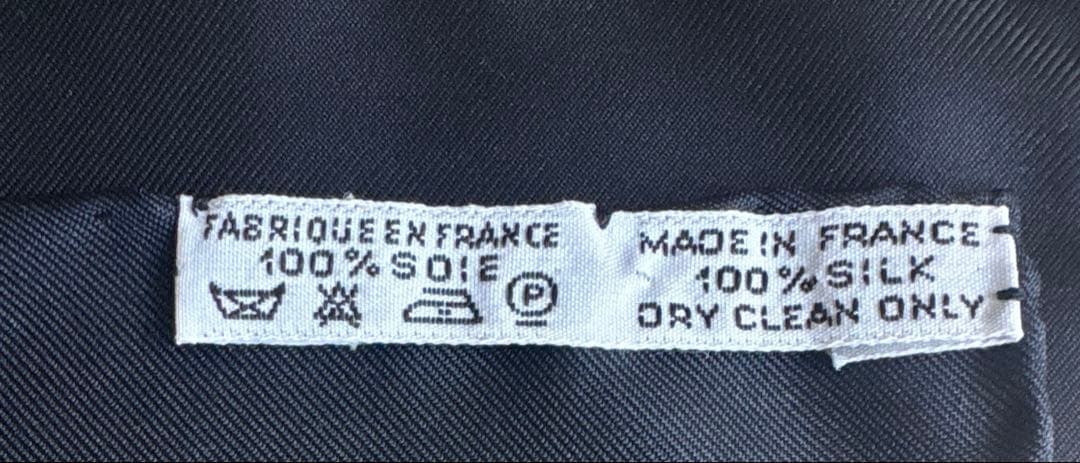 FABRIQUE EN FRANCE
100% SOIE
P
MADE IN FRANCE
100% SILK
DRY CLEAN ONLY